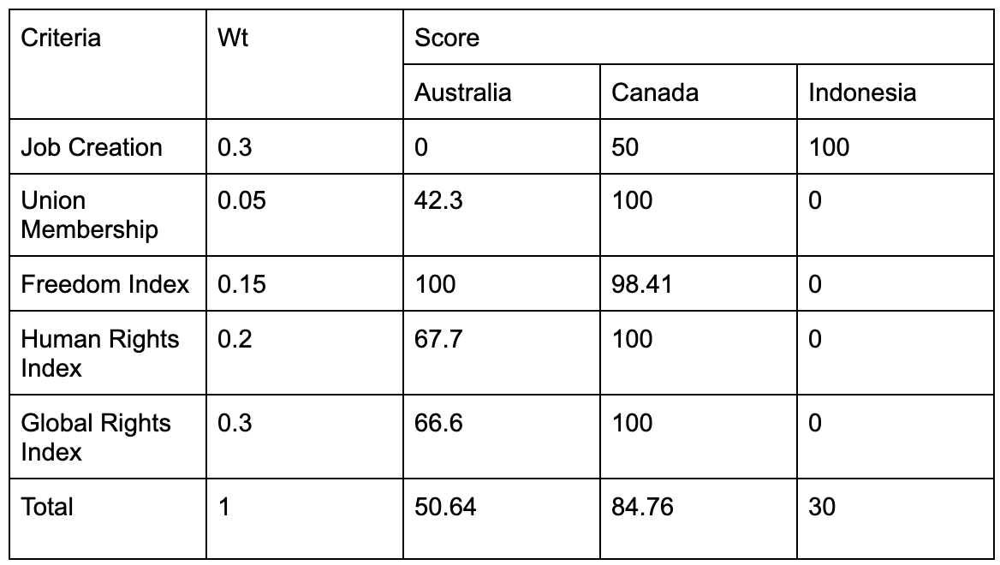 Criteria Wt Score
Australia Canada Indonesia
Job Creation 0.3 0 50 100
Union 0.05 42.3 100 0
Membership
Freedom Index 0.15 100 98.41 0
Human Rights 0.2 67.7 100 0
Index
Global Rights 0.3 66.6 100 0
Index
Total 1 50.64 84.76 30